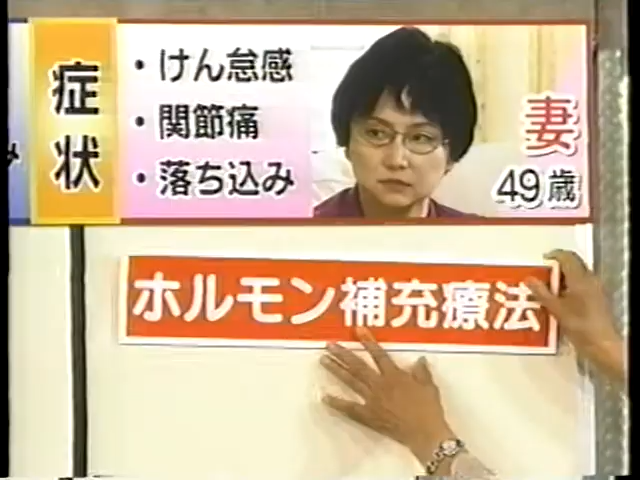 症状
・けん怠感
・関節痛
・落ち込み
妻
49歳
ホルモン補充療法